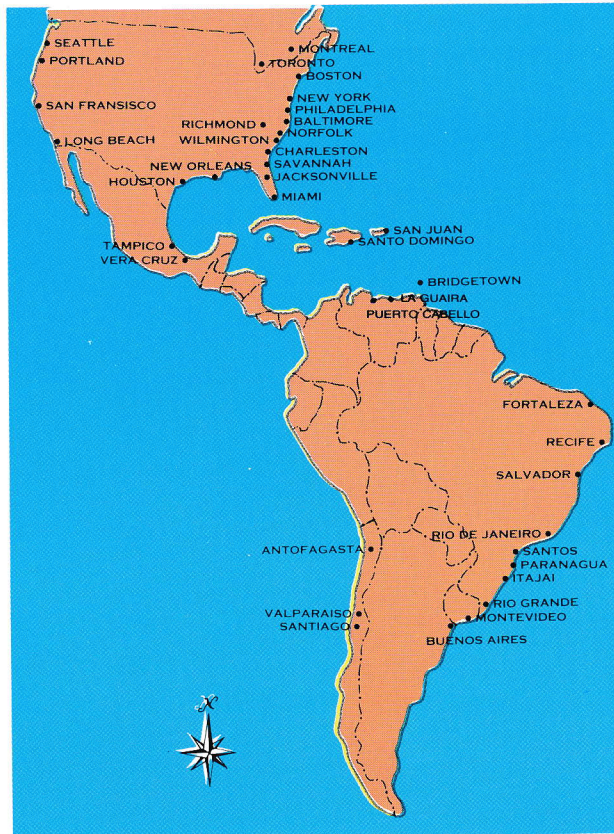 SEATTLE
MONTREAL
PORTLAND
TORONTO
BOSTON
NEW YORK
SAN FRANSISCO
PHILADELPHIA
BALTIMORE
RICHMOND
NORFOLK
LONG BEACH
WILMINGTON
CHARLESTON
NEW ORLEANS
SAVANNAH
HOUSTON
JACKSONVILLE
MIAMI
SAN JUAN
TAMPICO
SANTO DOMINGO
VERA CRUZ
BRIDGETOWN
LA GUAIRA
PUERTO CABELLO
FORTALEZA
RECIFE
SALVADOR
RIO DE JANEIRO
ANTOFAGASTA
SANTOS
PARANAGUA
ITAJAI
RIO GRANDE
VALPARAISO
MONTEVIDEO
SANTIAGO
BUENOS AIRES
N